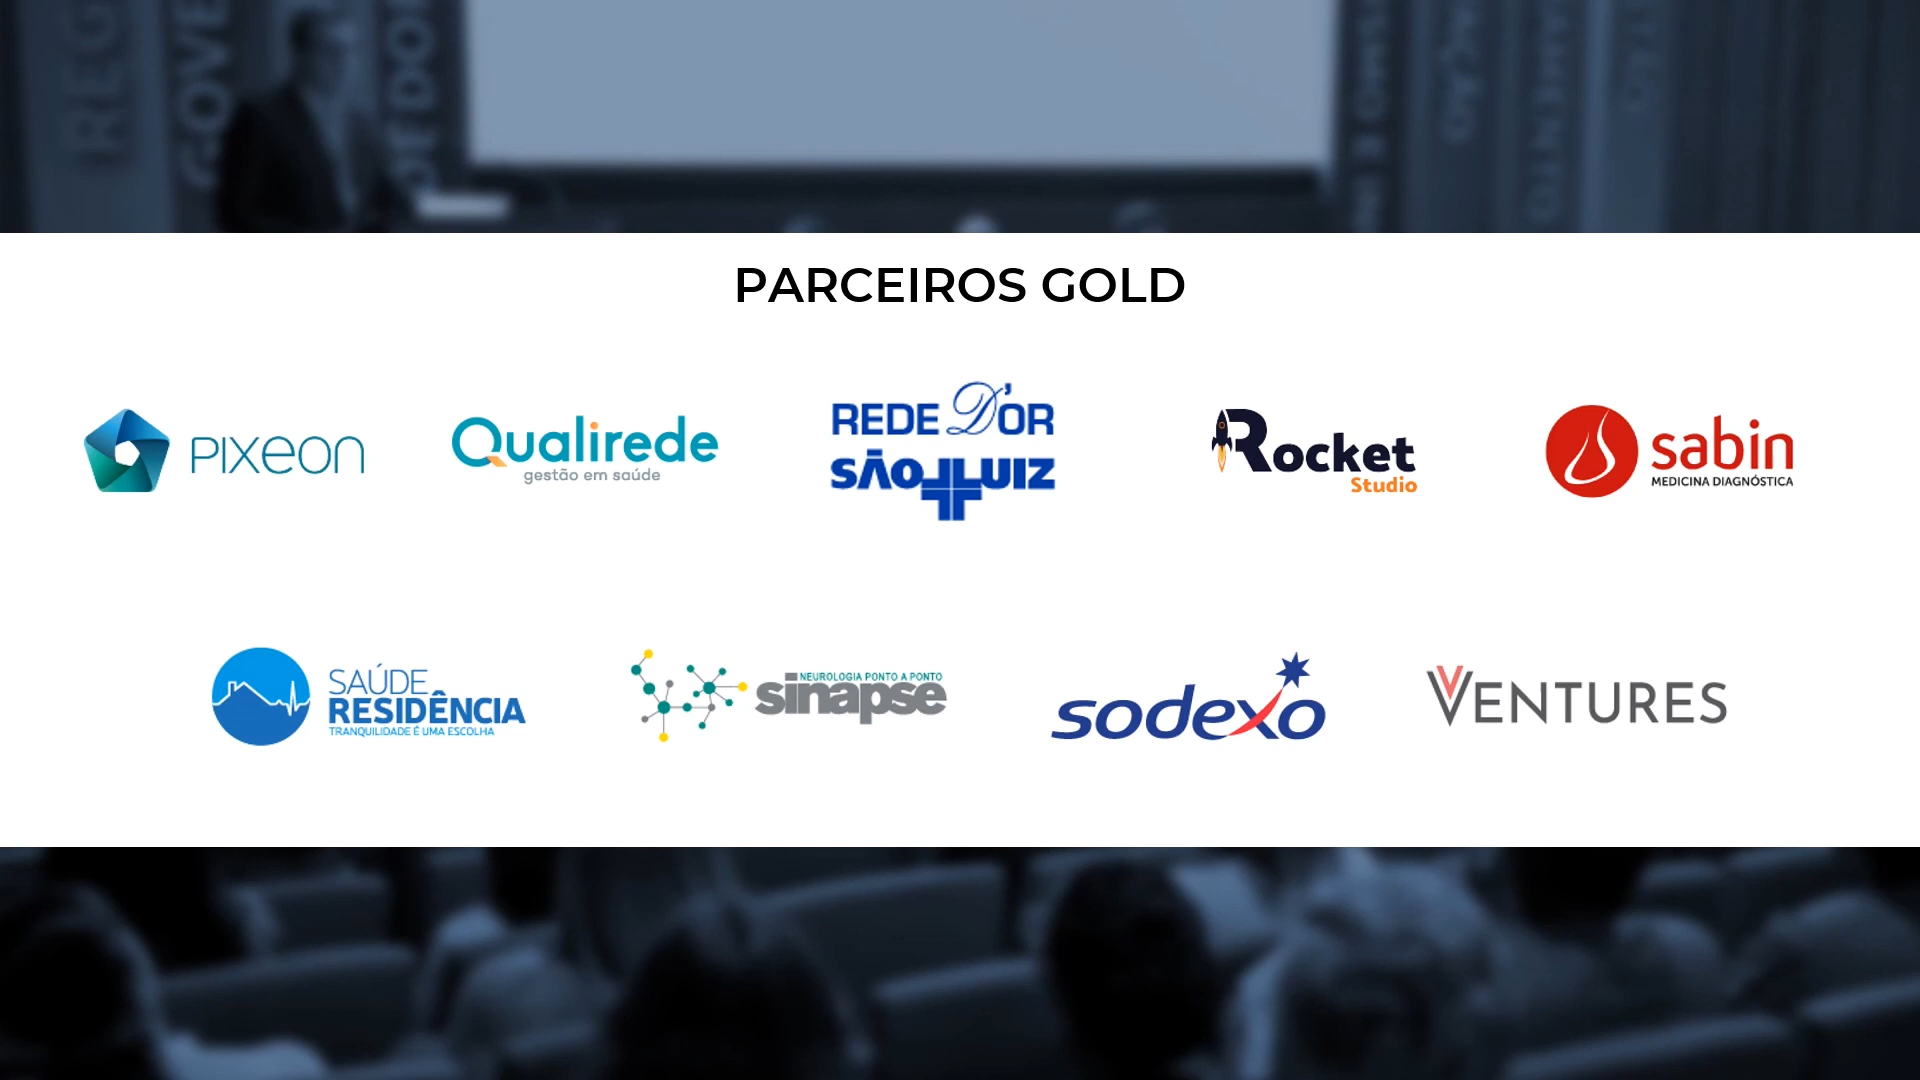 PARCEIROS GOLD
PIXEON
Qualirede
gestão em saúde
REDE D'OR
SÃO LUIZ
Rocket
Studio
sabin
MEDICINA DIAGNÓSTICA
SAÚDE
RESIDÊNCIA
TRANQUILIDADE É UMA ESCOLHA
NEUROLOGIA PONTO A PONTO
sinapse
sodexo
VENTURES